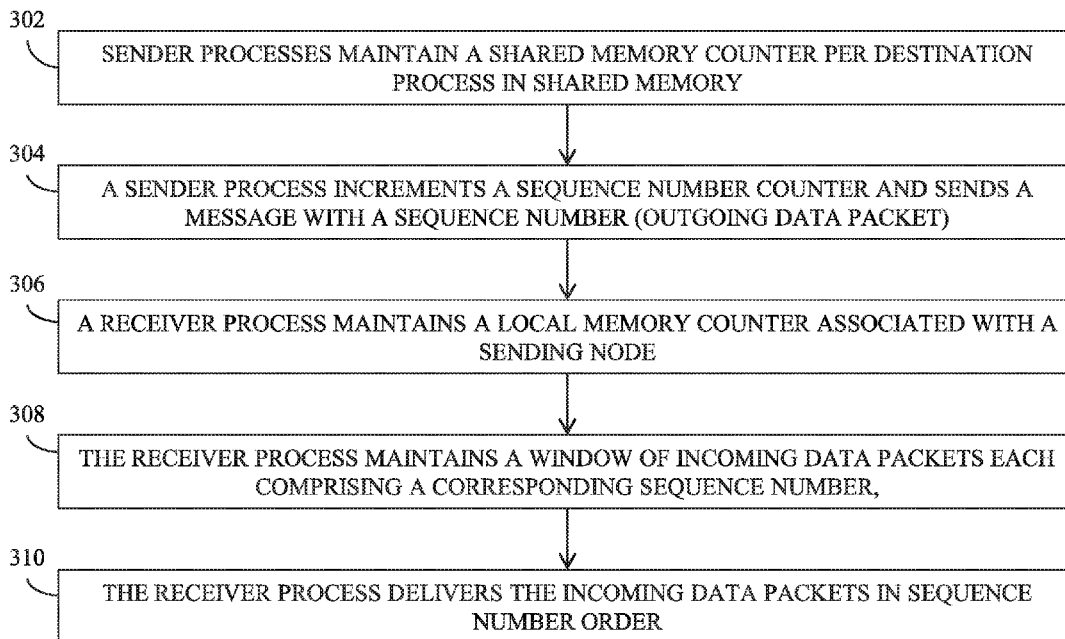 302
SENDER PROCESSES MAINTAIN A SHARED MEMORY COUNTER PER DESTINATION
PROCESS IN SHARED MEMORY
304
A SENDER PROCESS INCREMENTS A SEQUENCE NUMBER COUNTER AND SENDS A
MESSAGE WITH A SEQUENCE NUMBER (OUTGOING DATA PACKET)
306
A RECEIVER PROCESS MAINTAINS A LOCAL MEMORY COUNTER ASSOCIATED WITH A
SENDING NODE
308
THE RECEIVER PROCESS MAINTAINS A WINDOW OF INCOMING DATA PACKETS EACH
COMPRISING A CORRESPONDING SEQUENCE NUMBER,
310
THE RECEIVER PROCESS DELIVERS THE INCOMING DATA PACKETS IN SEQUENCE
NUMBER ORDER